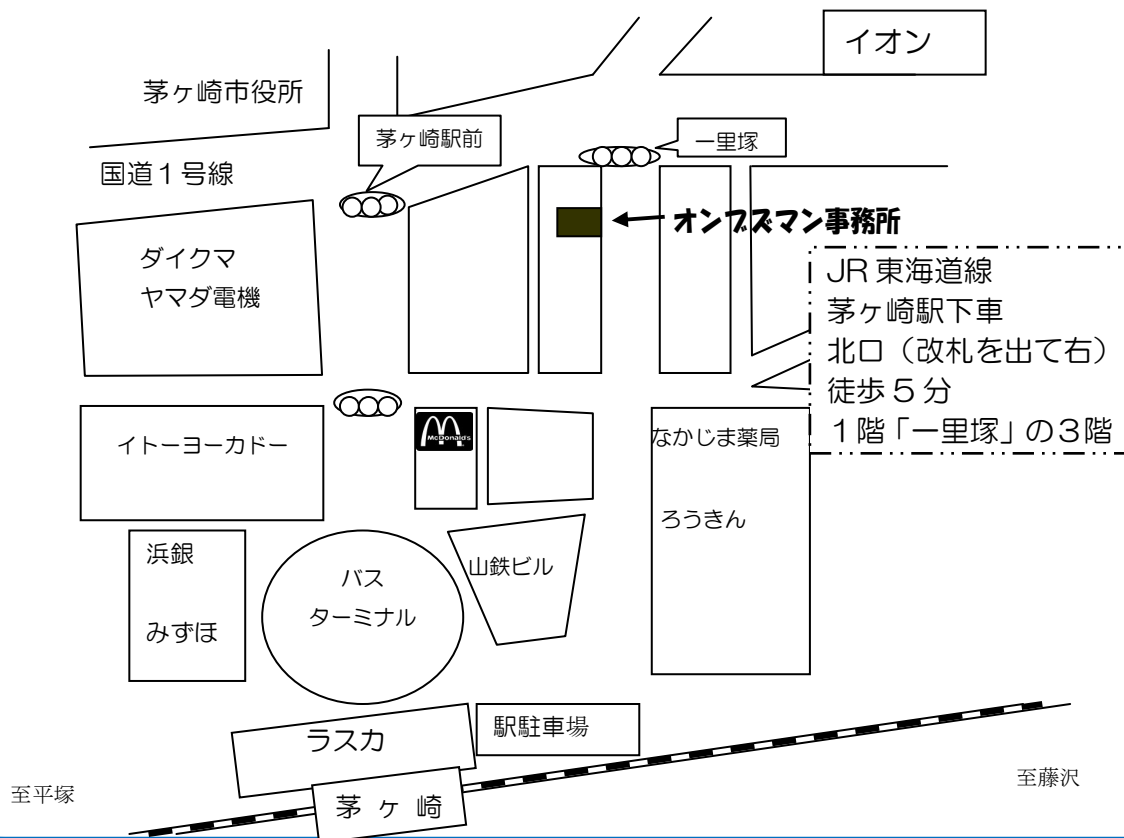 イオン
茅ヶ崎市役所
茅ヶ崎駅前
一里塚
国道１号線
オンブズマン事務所
ダイクマ
ヤマダ電機
JR東海道線
茅ヶ崎駅下車
北口（改札を出て右）
徒歩５分
１階「一里塚」の３階
イトーヨーカドー
McDonald's
なかじま薬局
ろうきん
浜銀
みずほ
バス
ターミナル
山鉄ビル
ラスカ
駅駐車場
茅ヶ崎
至平塚
至藤沢